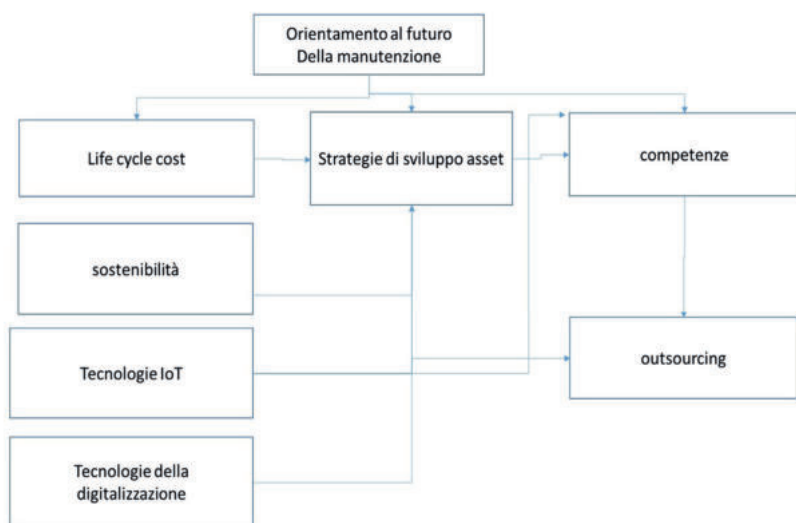 Orientamento al futuro
Della manutenzione
Life cycle cost
Strategie di sviluppo asset
competenze
sostenibilità
Tecnologie IoT
outsourcing
Tecnologie della
digitalizzazione